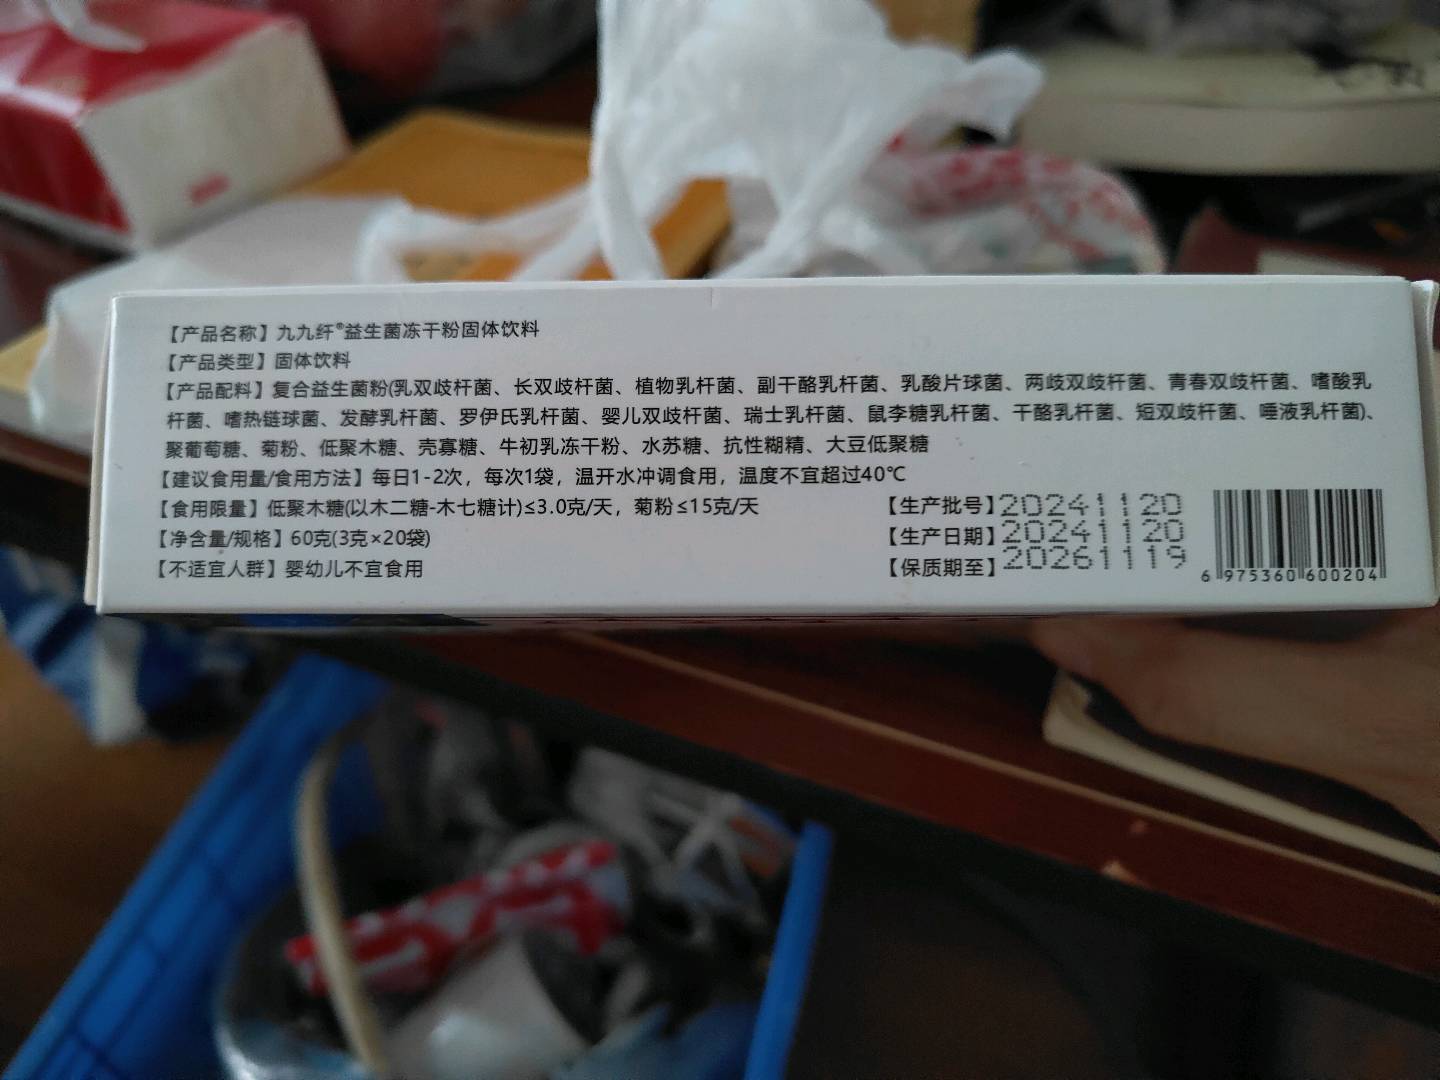 【产品名称】九九纤®益生菌冻干粉固体饮料
【产品类型】固体饮料
【产品配料】复合益生菌粉(乳双歧杆菌、长双歧杆菌、植物乳杆菌、副干酪乳杆菌、乳酸片球菌、两歧双歧杆菌、青春双歧杆菌、嗜酸乳
杆菌、嗜热链球菌、发酵乳杆菌、罗伊氏乳杆菌、婴儿双歧杆菌、瑞士乳杆菌、鼠李糖乳杆菌、干酪乳杆菌、短双歧杆菌、唾液乳杆菌)、
聚葡萄糖、菊粉、低聚木糖、壳寡糖、牛初乳冻干粉、水苏糖、抗性糊精、大豆低聚糖
【建议食用量/食用方法】每日1-2次，每次1袋，温开水冲调食用，温度不宜超过40℃
【食用限量】低聚木糖(以木二糖-木七糖计)≤3.0克/天，菊粉≤15克/天
【净含量/规格】60克(3克×20袋)
【不适宜人群】婴幼儿不宜食用
【生产批号】20241120
【生产日期】20241120
【保质期至】20261119
6 975360 600204